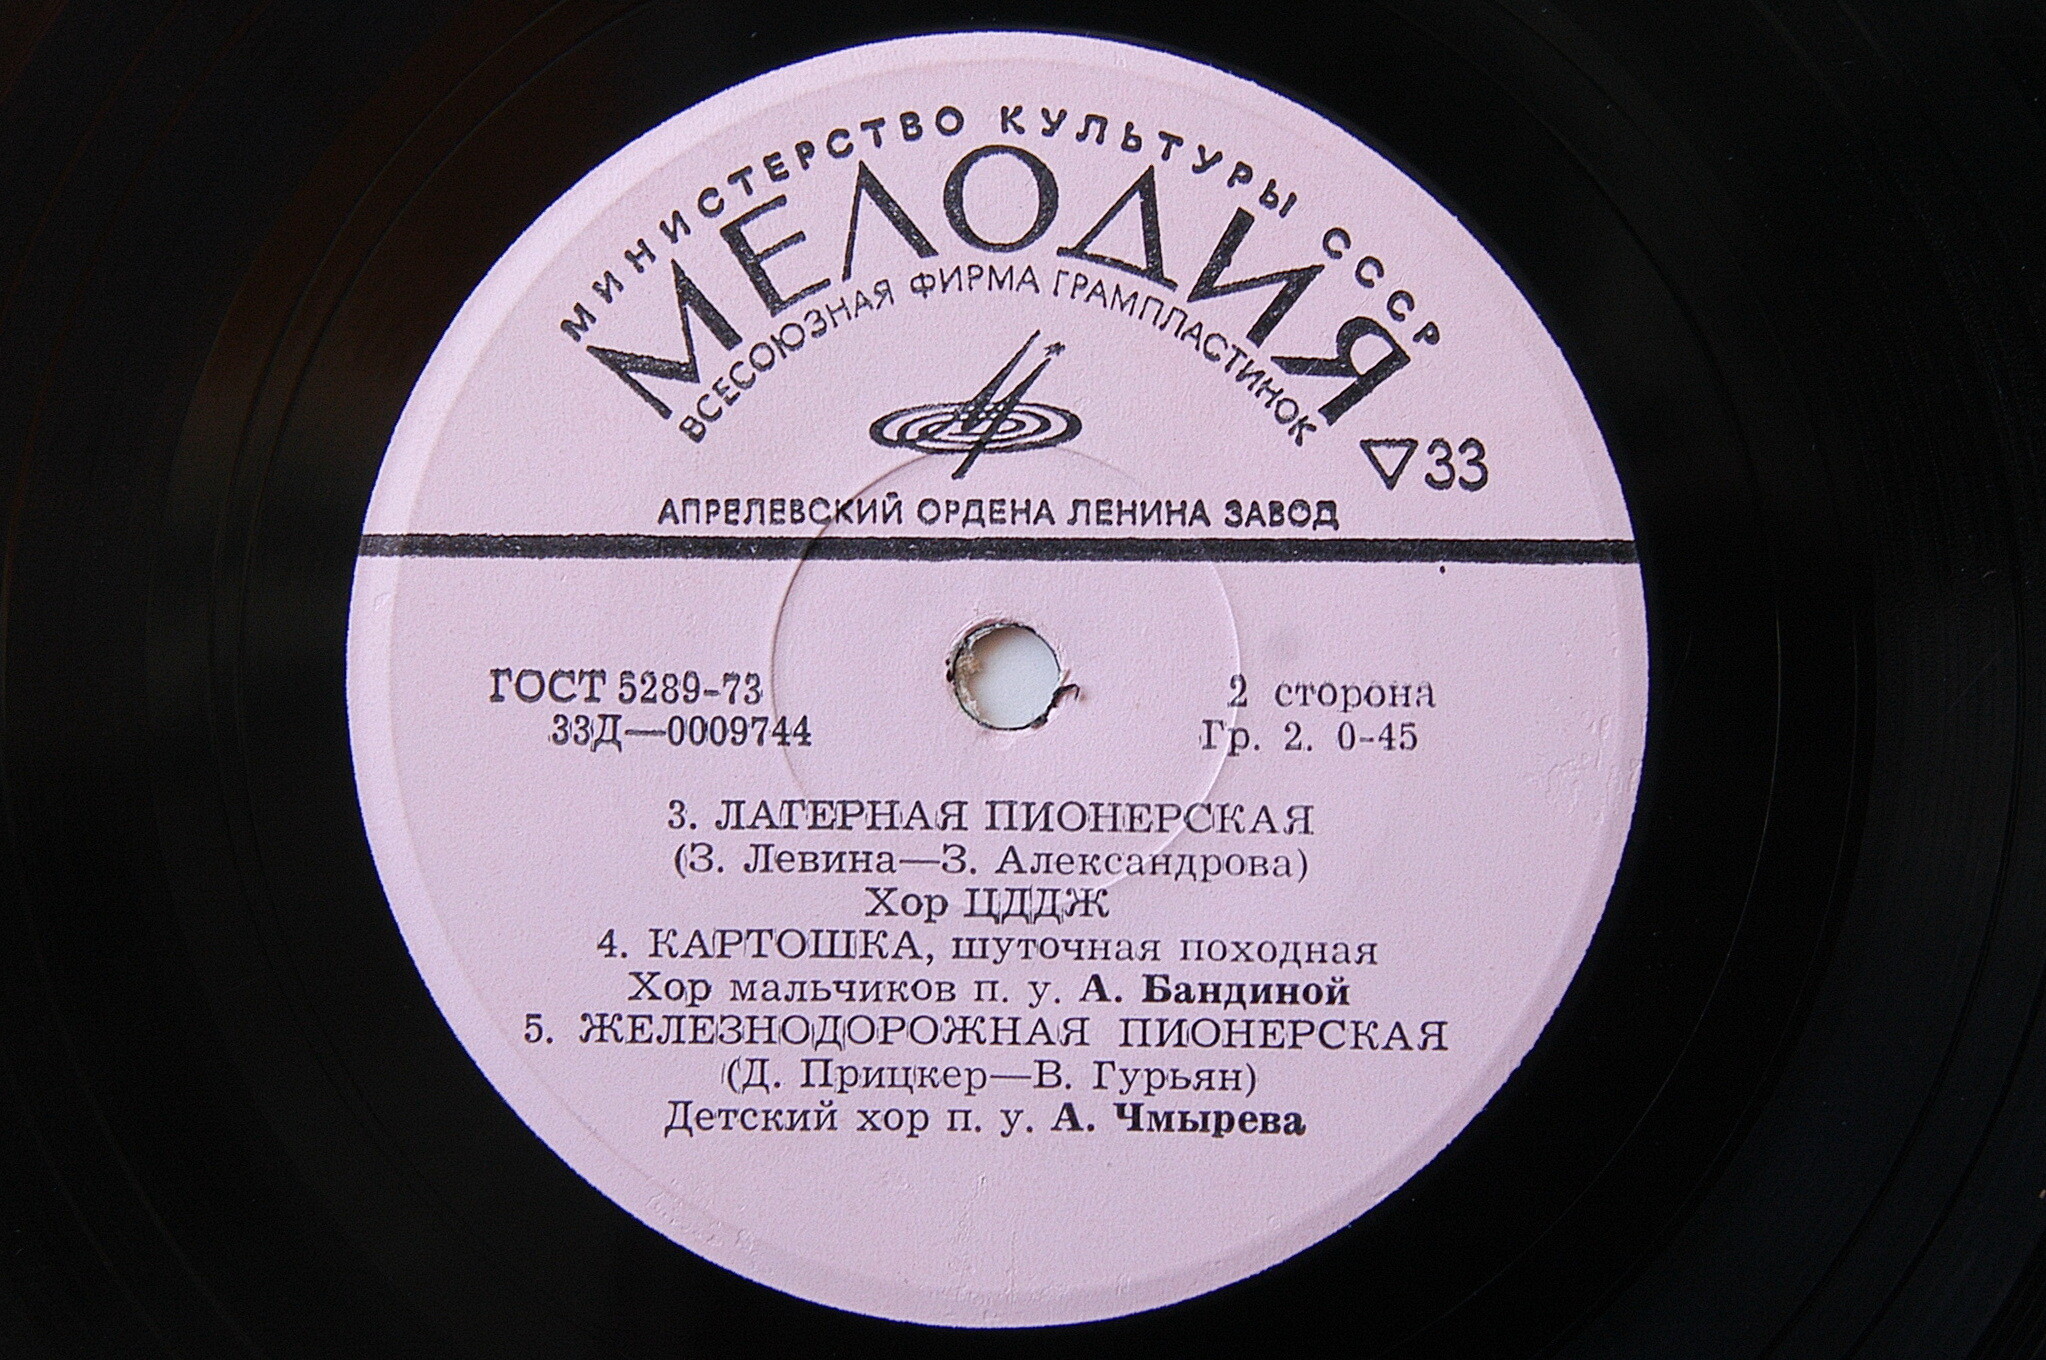 МИНИСТЕРСТВО КУЛЬТУРЫ СССР
МЕЛОДИЯ
ВСЕСОЮЗНАЯ ФИРМА ГРАМПЛАСТИНОК
33
АПРЕЛЕВСКИЙ ОРДЕНА ЛЕНИНА ЗАВОД
ГОСТ 5289-73
33Д—0009744
2 сторона
Гр. 2. 0-45
3. ЛАГЕРНАЯ ПИОНЕРСКАЯ
(З. Левина—З. Александрова)
Хор ЦДДЖ
4. КАРТОШКА, шуточная походная
Хор мальчиков п. у. А. Бандиной
5. ЖЕЛЕЗНОДОРОЖНАЯ ПИОНЕРСКАЯ
(Д. Прицкер—В. Гурьян)
Детский хор п. у. А. Чмырева